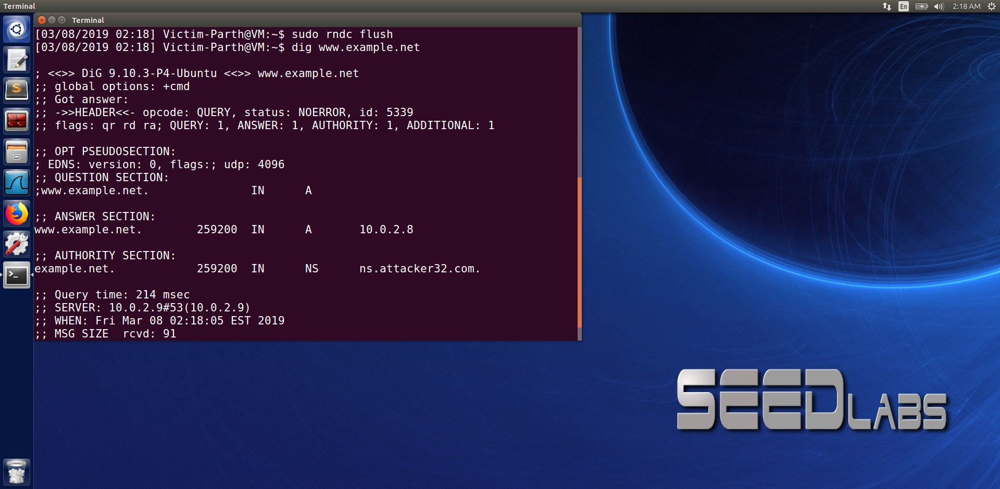 Terminal
En
2:18 AM
Terminal
[03/08/2019 02:18] Victim-Parth@VM:~$ sudo rndc flush
[03/08/2019 02:18] Victim-Parth@VM:~$ dig www.example.net
; <<>> DiG 9.10.3-P4-Ubuntu <<>> www.example.net
;; global options: +cmd
;; Got answer:
;; ->>HEADER<<- opcode: QUERY, status: NOERROR, id: 5339
;; flags: qr rd ra; QUERY: 1, ANSWER: 1, AUTHORITY: 1, ADDITIONAL: 1
;; OPT PSEUDOSECTION:
; EDNS: version: 0, flags:; udp: 4096
;; QUESTION SECTION:
;www.example.net. IN A
;; ANSWER SECTION:
www.example.net. 259200 IN A 10.0.2.8
;; AUTHORITY SECTION:
example.net. 259200 IN NS ns.attacker32.com.
;; Query time: 214 msec
;; SERVER: 10.0.2.9#53(10.0.2.9)
;; WHEN: Fri Mar 08 02:18:05 EST 2019
;; MSG SIZE rcvd: 91
SEED LABS